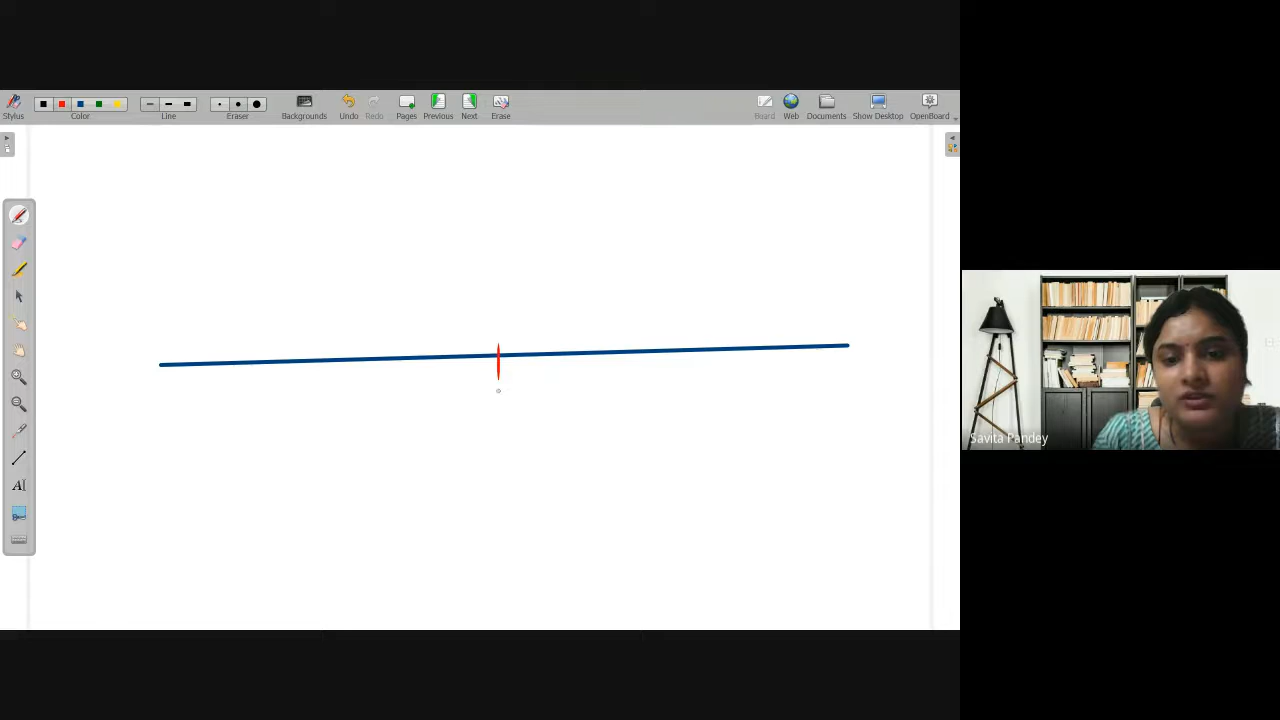 Stylus Color Line Eraser Backgrounds Undo Redo Pages Previous Next Erase Board Web Documents Show Desktop OpenBoard
A
Savita Pandey